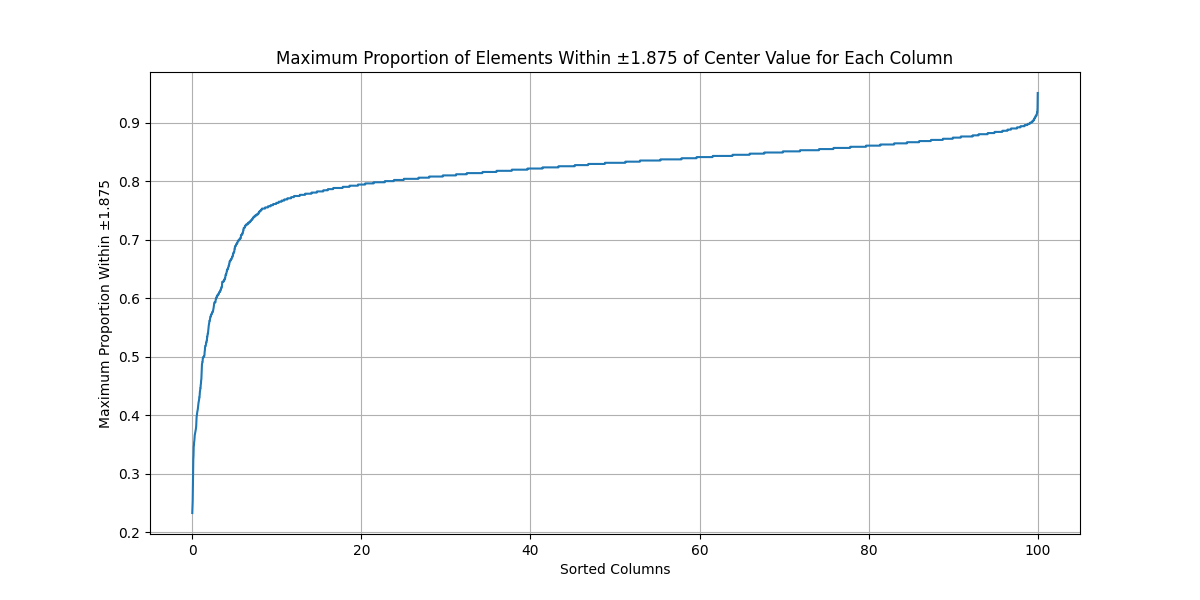 Maximum Proportion of Elements Within ±1.875 of Center Value for Each Column
Maximum Proportion Within ±1.875
0.9
0.8
0.7
0.6
0.5
0.4
0.3
0.2
0 20 40 60 80 100
Sorted Columns